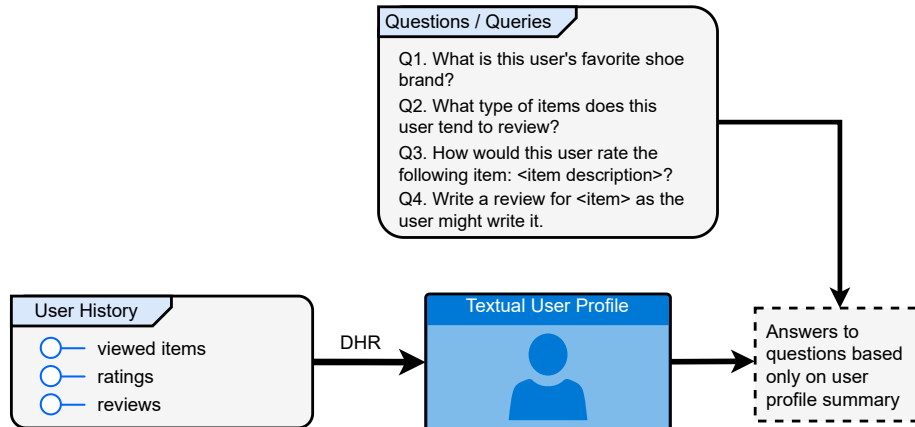 Questions / Queries
Q1. What is this user's favorite shoe
brand?
Q2. What type of items does this
user tend to review?
Q3. How would this user rate the
following item: <item description>?
Q4. Write a review for <item> as the
user might write it.
User History
viewed items
ratings
reviews
DHR
Textual User Profile
Answers to
questions based
only on user
profile summary